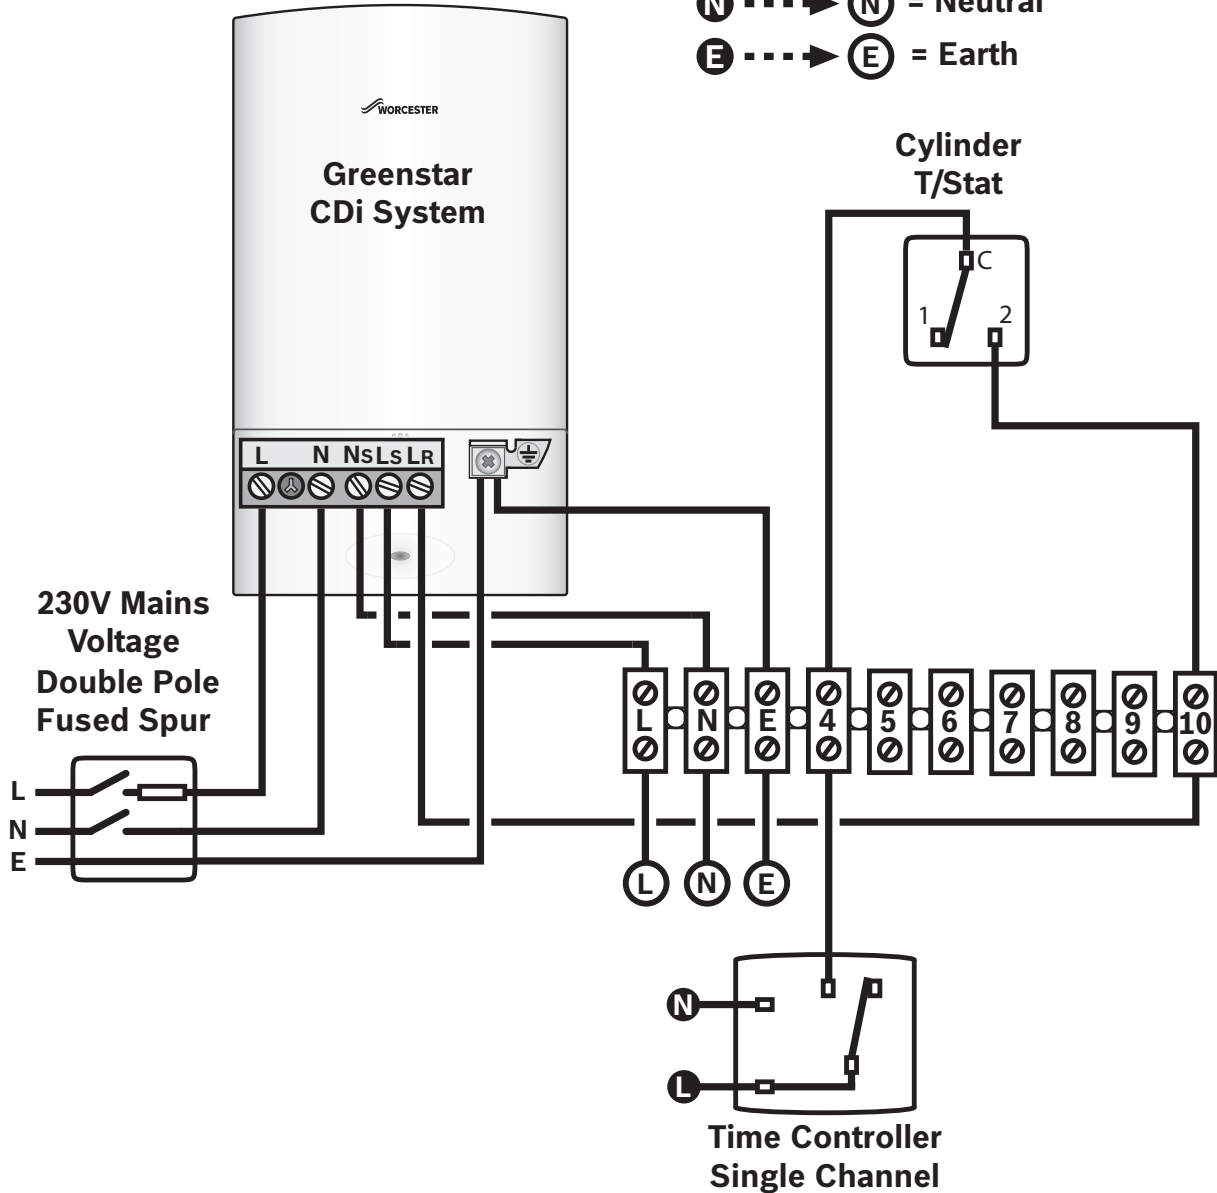 N N = Neutral
E E = Earth
WORCESTER
Greenstar
CDi System
Cylinder
T/Stat
C
1 2
L N NS LS LR
230V Mains
Voltage
Double Pole
Fused Spur
L
N
E
L N E 4 5 6 7 8 9 10
L N E
N
L
Time Controller
Single Channel